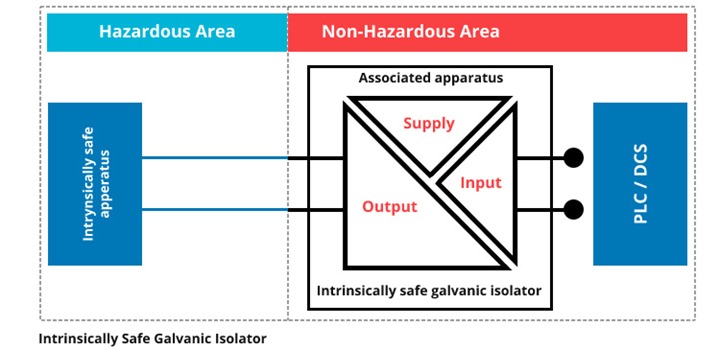 Hazardous Area
Non-Hazardous Area
Associated apparatus
Intrynsically safe
apperatus
Supply
Input
Output
PLC / DCS
Intrinsically safe galvanic isolator
Intrinsically Safe Galvanic Isolator